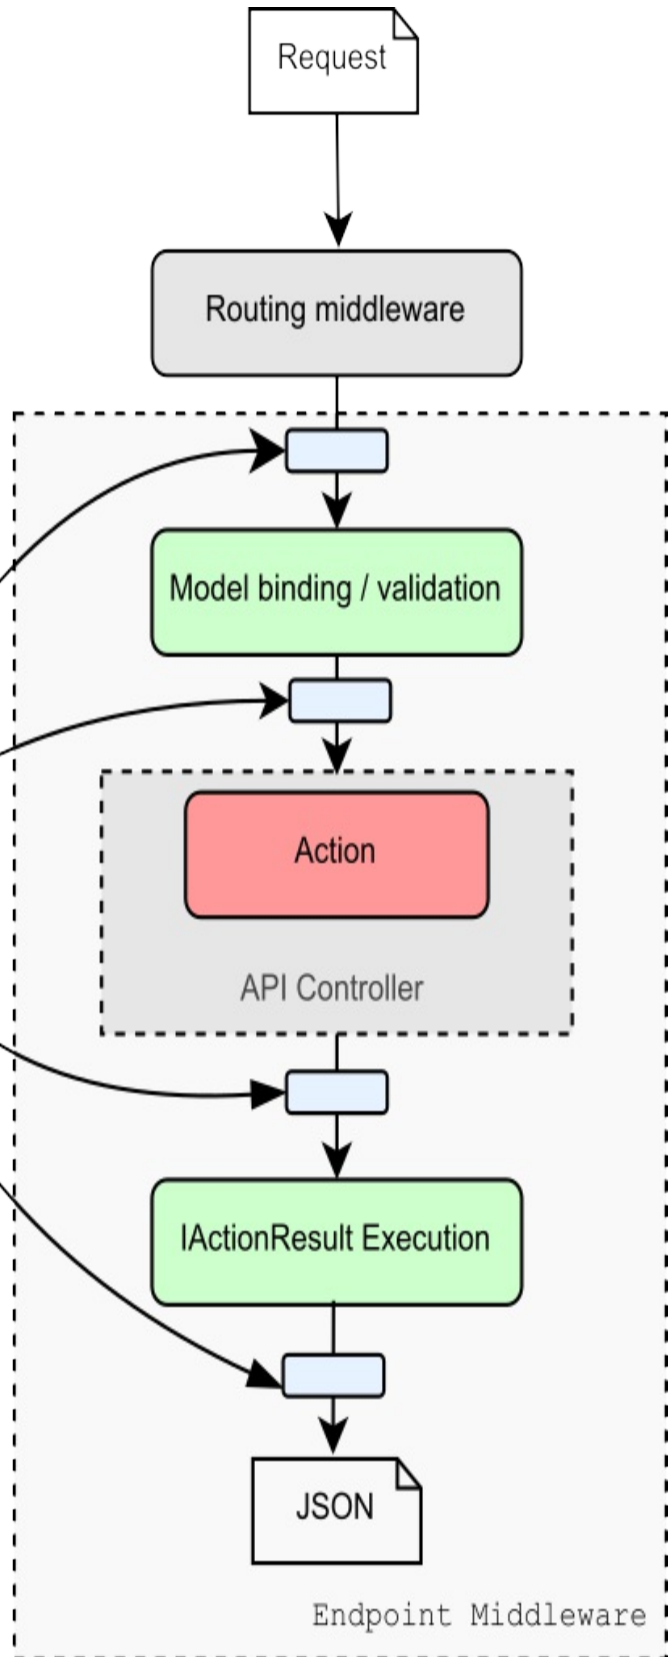 Request
Routing middleware
Model binding / validation
Action
API Controller
IActionResult Execution
JSON
Endpoint Middleware